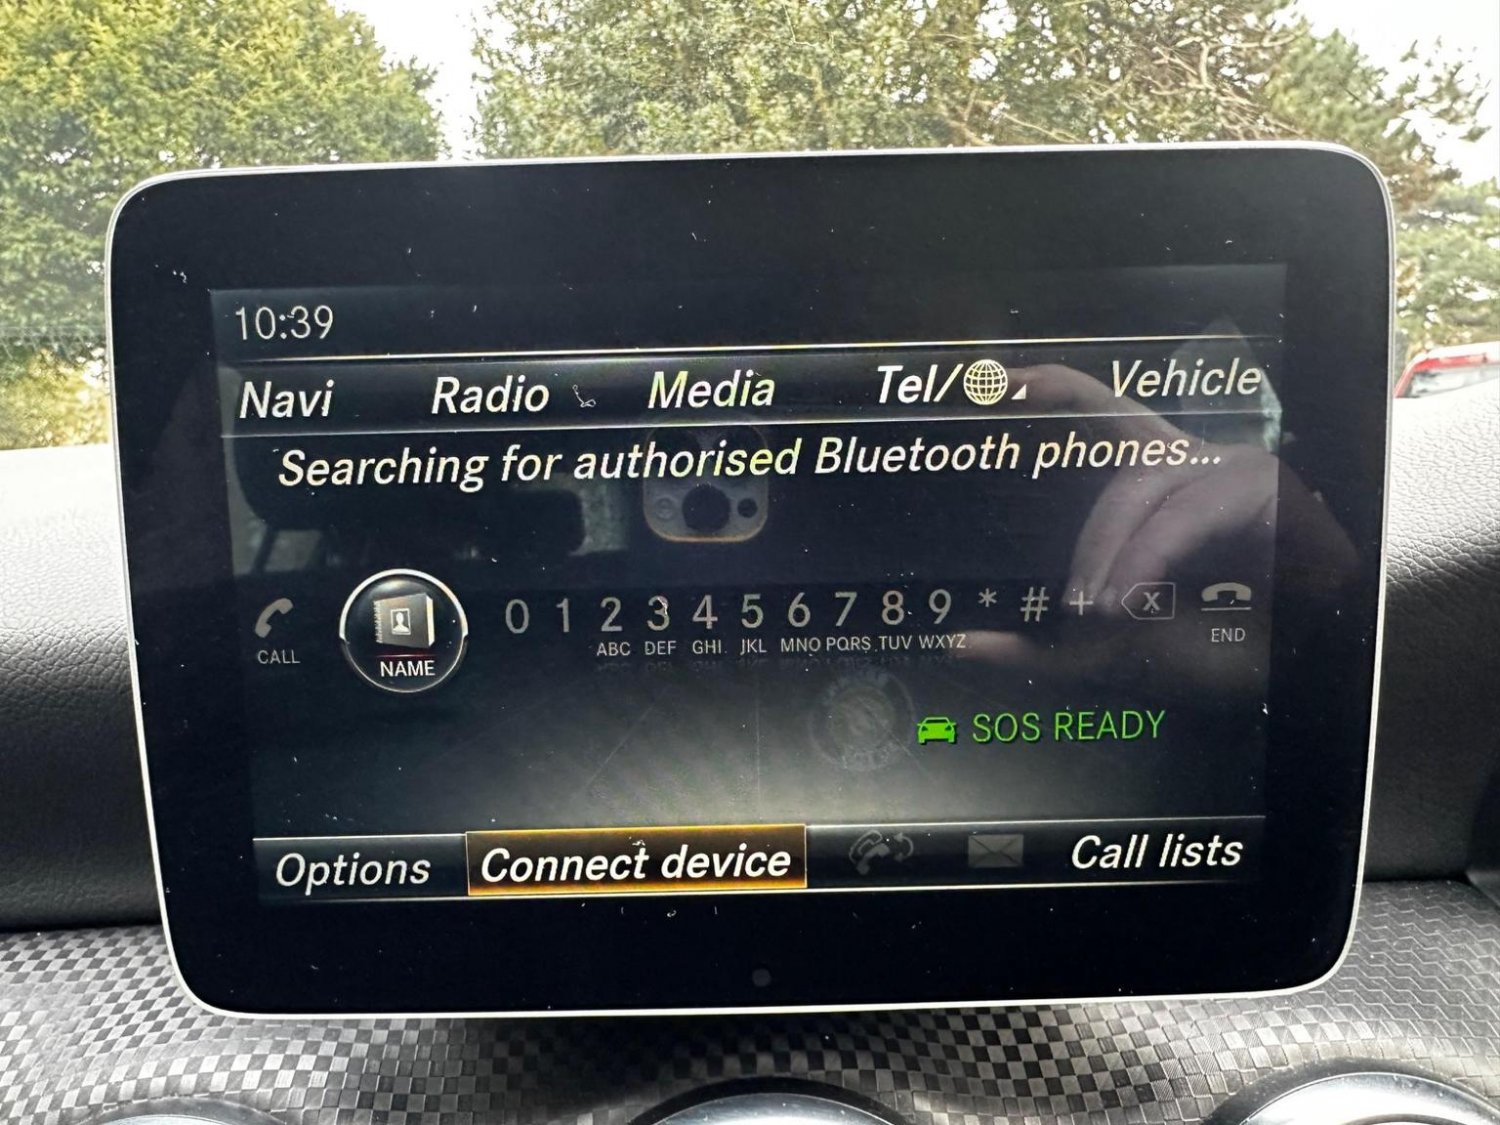 10:39
Navi Radio Media Tel/ Vehicle
Searching for authorised Bluetooth phones...
0 1 2 3 4 5 6 7 8 9 * # + X
CALL NAME ABC DEF GHI JKL MNO PQRS TUV WXYZ END
SOS READY
Options Connect device Call lists